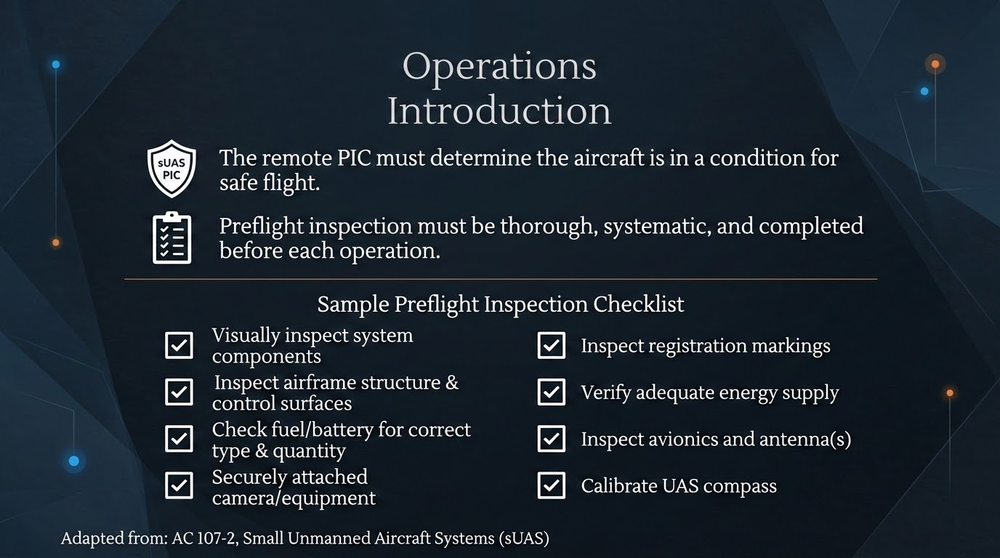 Operations
Introduction
sUAS
PIC
The remote PIC must determine the aircraft is in a condition for
safe flight.
Preflight inspection must be thorough, systematic, and completed
before each operation.
Sample Preflight Inspection Checklist
Visually inspect system
components
Inspect airframe structure &
control surfaces
Check fuel/battery for correct
type & quantity
Securely attached
camera/equipment
Inspect registration markings
Verify adequate energy supply
Inspect avionics and antenna(s)
Calibrate UAS compass
Adapted from: AC 107-2, Small Unmanned Aircraft Systems (sUAS)